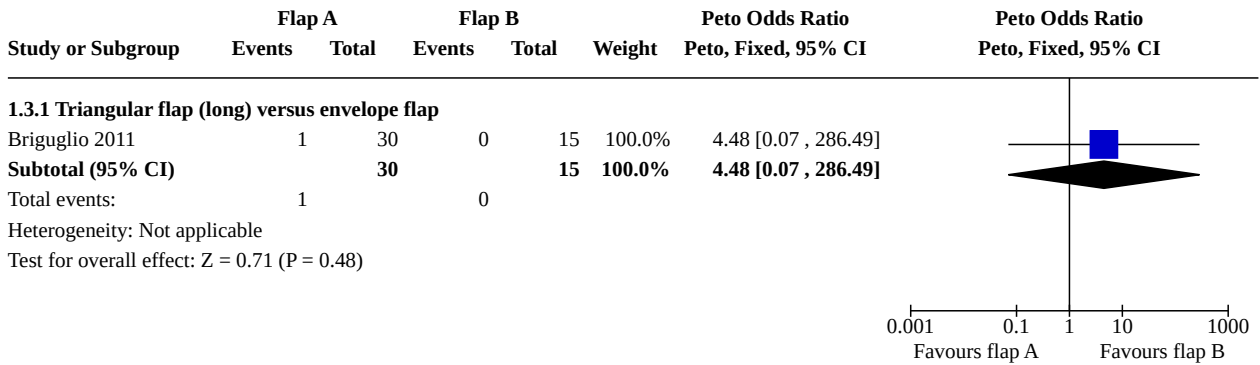 Flap A Flap B Peto Odds Ratio Peto Odds Ratio
Study or Subgroup Events Total Events Total Weight Peto, Fixed, 95% CI Peto, Fixed, 95% CI
1.3.1 Triangular flap (long) versus envelope flap
Briguglio 2011 1 30 0 15 100.0% 4.48 [0.07 , 286.49]
Subtotal (95% CI) 30 15 100.0% 4.48 [0.07 , 286.49]
Total events: 1 0
Heterogeneity: Not applicable
Test for overall effect: Z = 0.71 (P = 0.48)
0.001 0.1 1 10 1000
Favours flap A Favours flap B